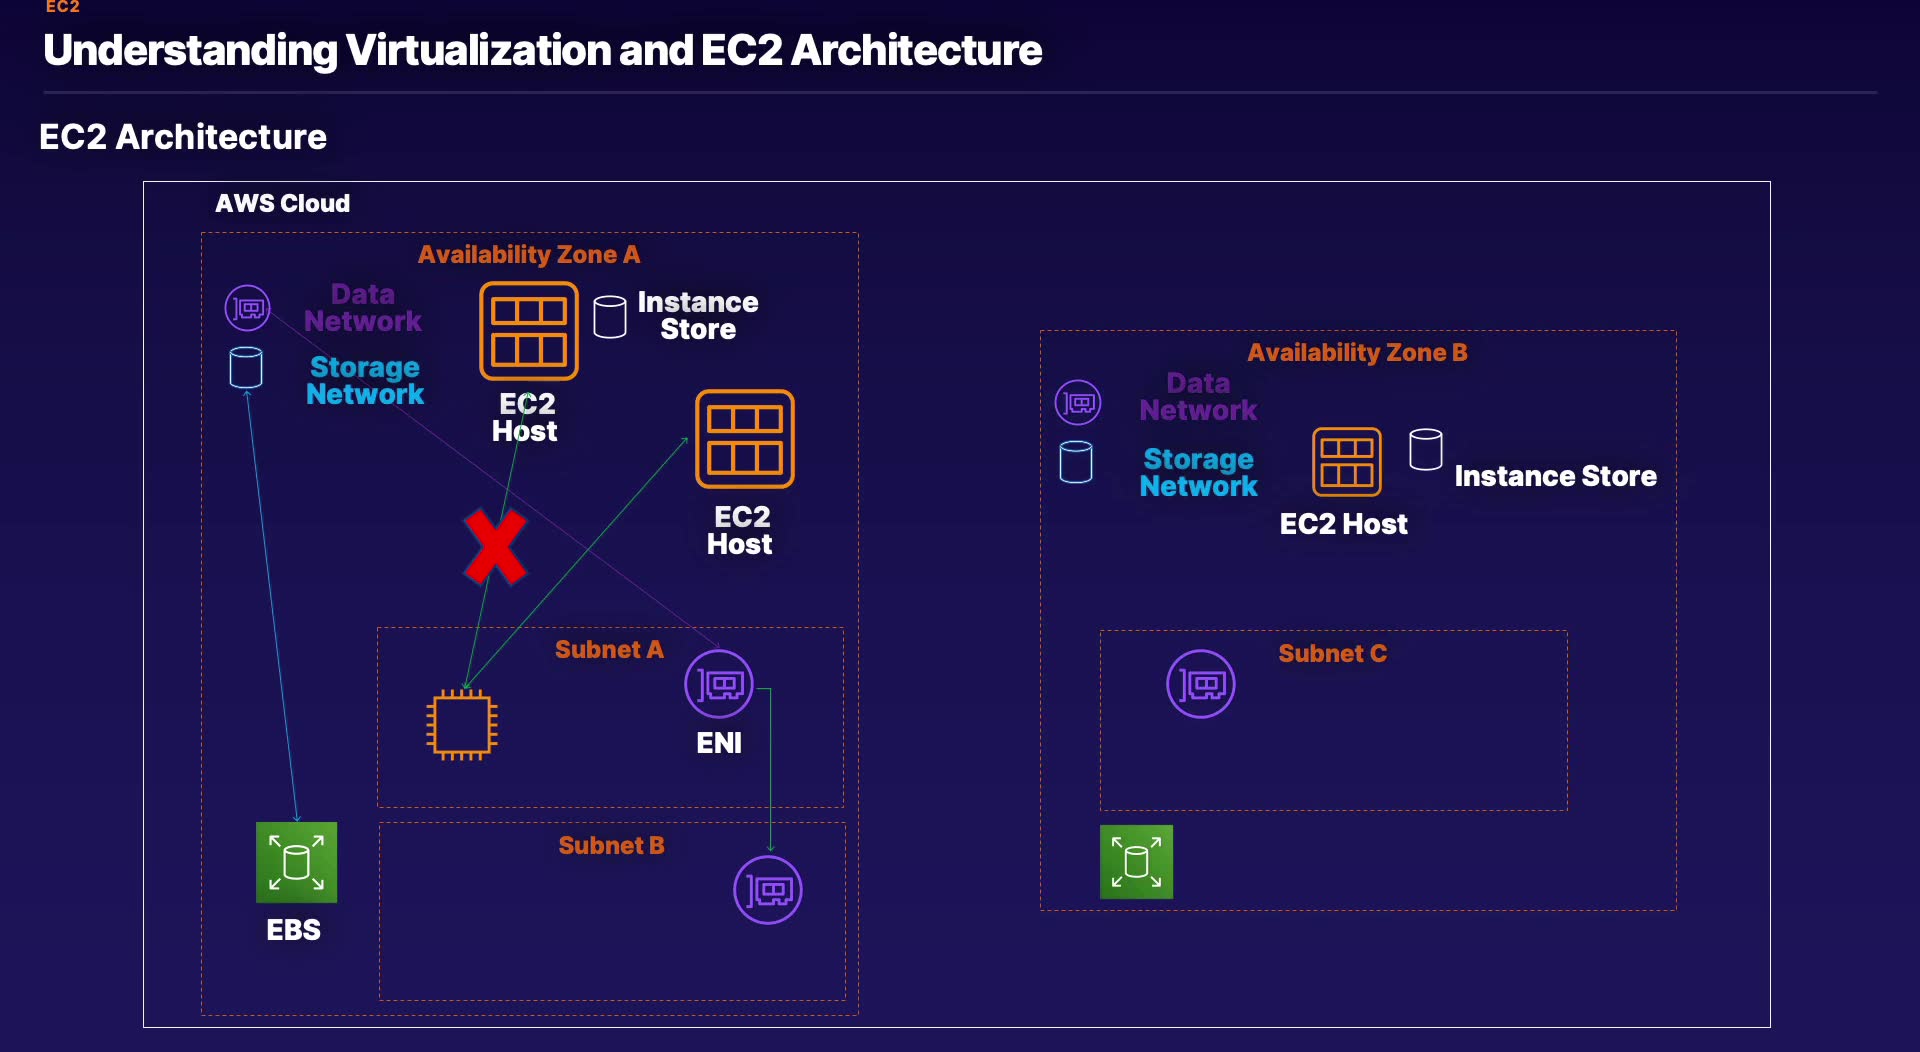 EC2
Understanding Virtualization and EC2 Architecture
EC2 Architecture
AWS Cloud
Availability Zone A
Data
Network
Storage
Network
EC2
Host
Instance
Store
EC2
Host
Subnet A
ENI
Subnet B
EBS
Availability Zone B
Data
Network
Storage
Network
EC2 Host
Instance Store
Subnet C